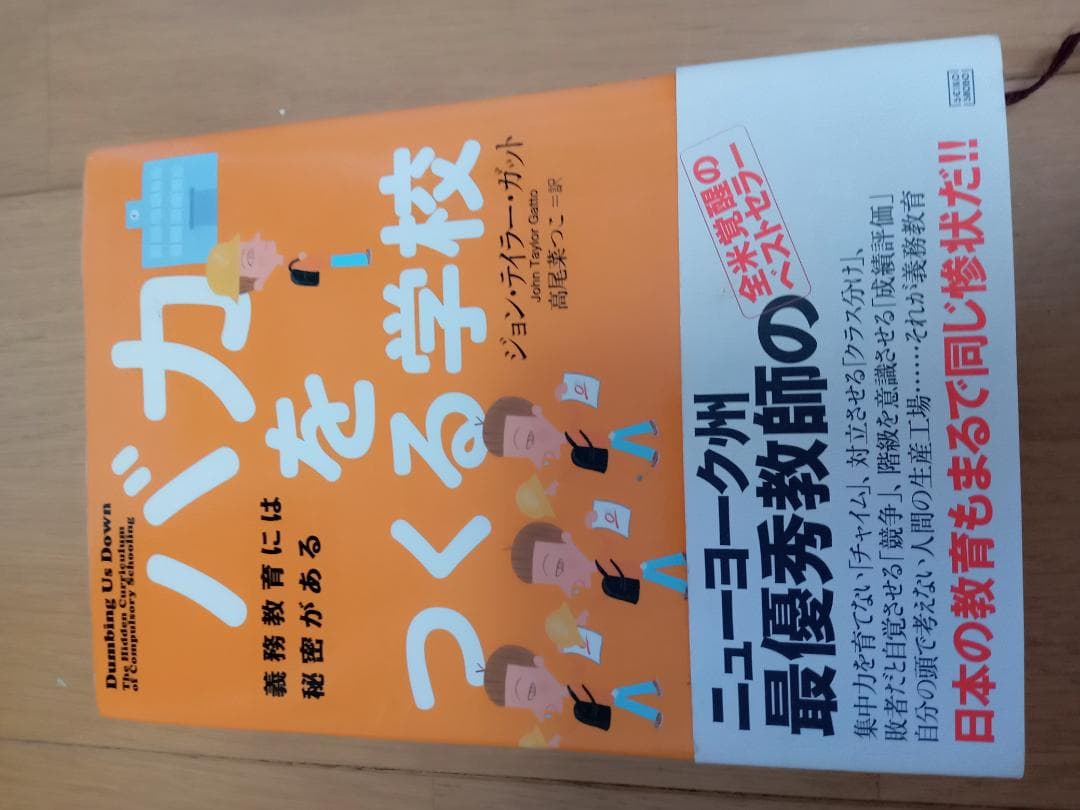 Dumbing Us Down
The Hidden Curriculum
of Compulsory Schooling
バカ
を
つくる学校
義務教育には
秘密がある
ジョン・テイラー・ガット
John Taylor Gatto
高尾菜つこ=訳
全米覚醒の
ベストセラー
ニューヨーク州
最優秀教師の
集中力を育てない「チャイム」、対立させる「クラス分け」、
敗者だと自覚させる「競争」、階級を意識させる「成績評価」
自分の頭で考えない人間の生産工場……それが義務教育
日本の教育もまるで同じ惨状だ!!
SEIKO
SHOBO